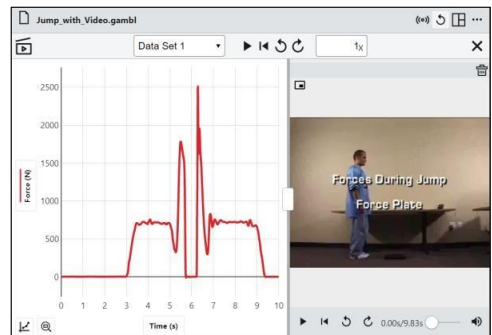 Jump_with_Video.gambl
Data Set 1
1x
Force (N)
2500
2000
1500
1000
500
0
0 1 2 3 4 5 6 7 8 9 10
Time (s)
Forces During Jump
Force Plate
0.00s/9.83s